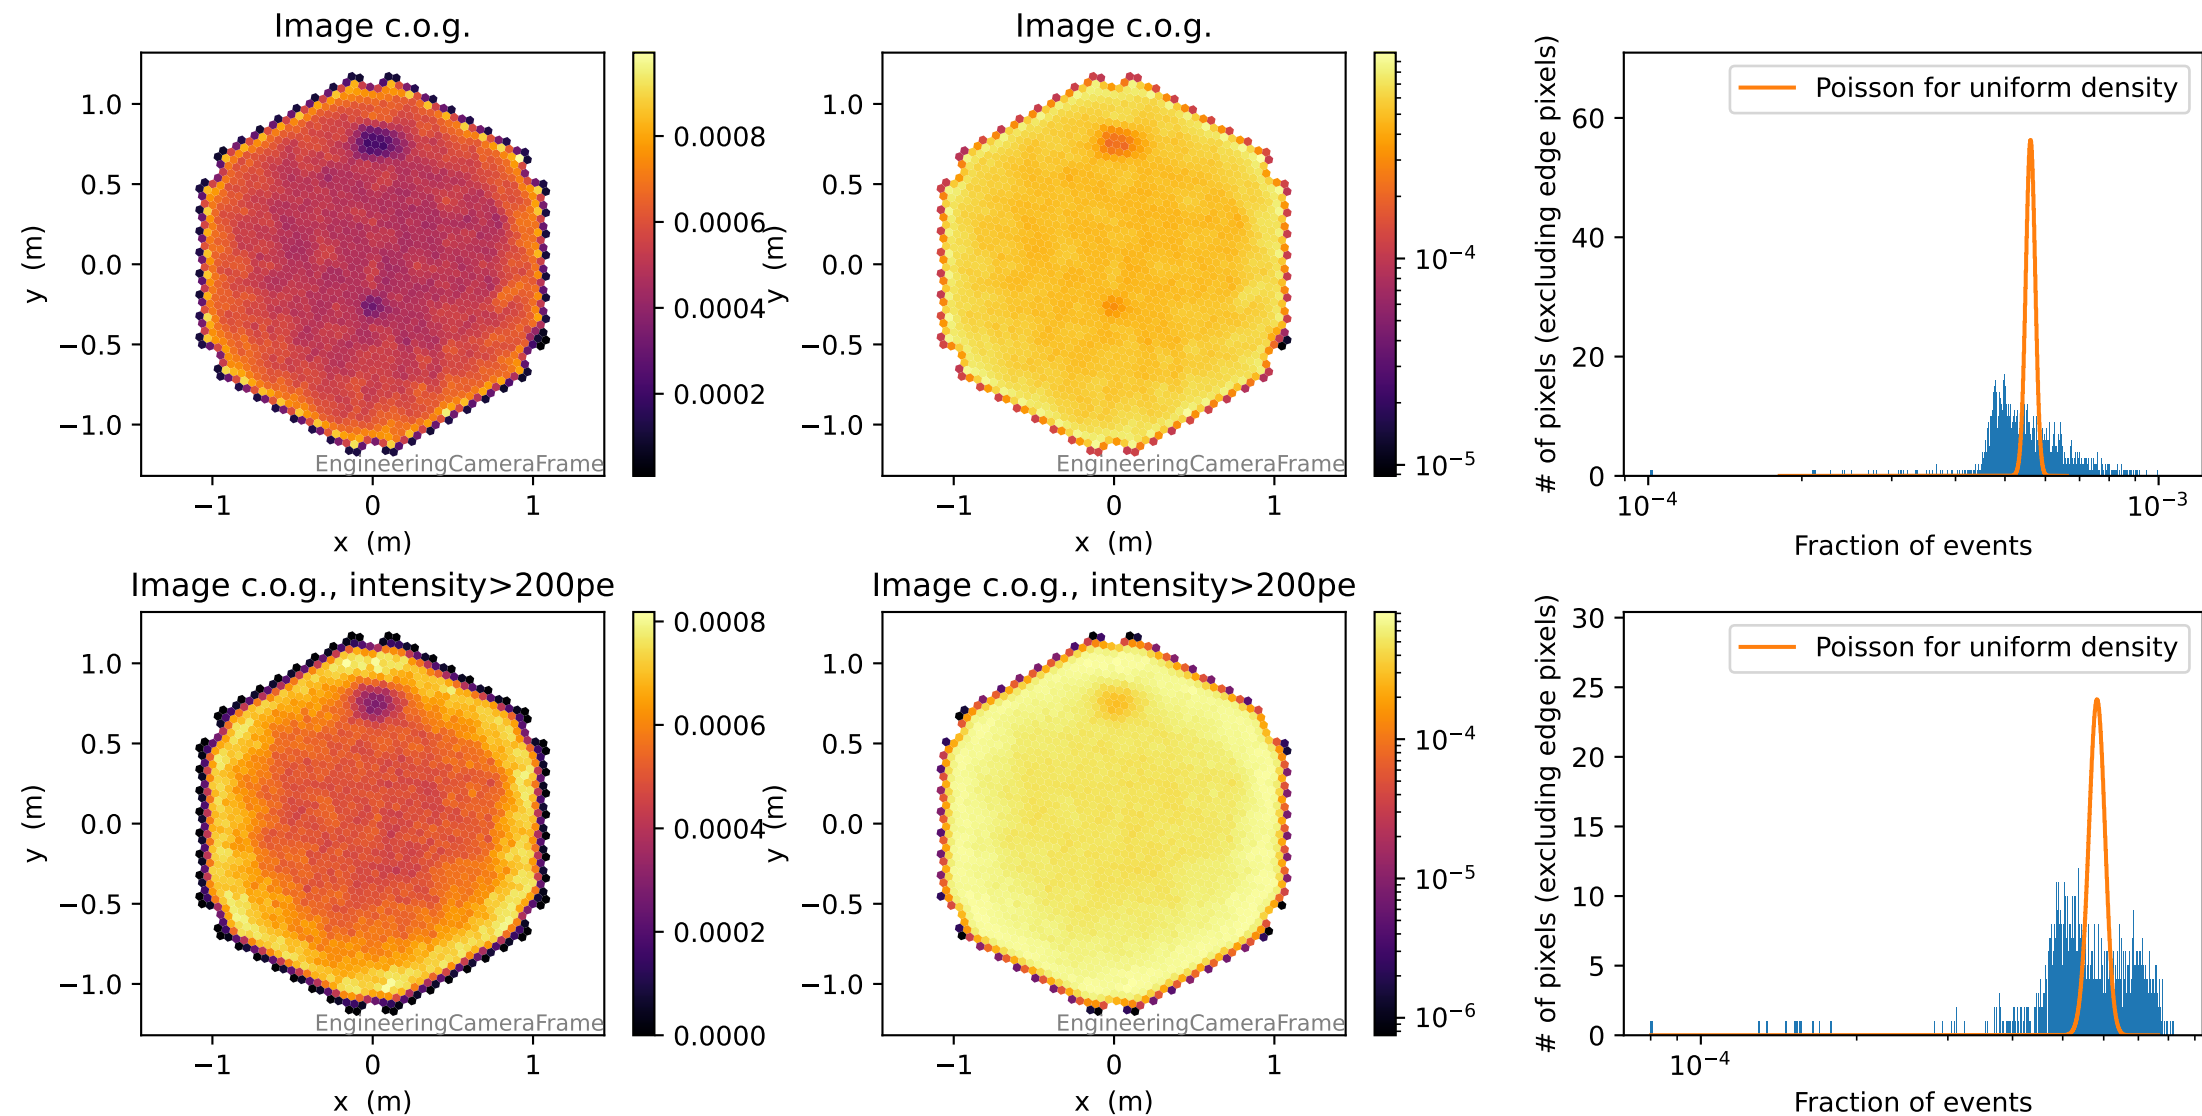 Image c.o.g.
1.0
0.5
0.0
−0.5
−1.0
y (m)
−1
0
1
x (m)
EngineeringCameraFrame
0.0008
0.0006
0.0004
0.0002
Image c.o.g.
1.0
0.5
0.0
−0.5
−1.0
y (m)
−1
0
1
x (m)
EngineeringCameraFrame
10⁻⁴
10⁻⁵
# of pixels (excluding edge pixels)
60
40
20
0
Poisson for uniform density
10⁻⁴
10⁻³
Fraction of events
Image c.o.g., intensity>200pe
1.0
0.5
0.0
−0.5
−1.0
y (m)
−1
0
1
x (m)
EngineeringCameraFrame
0.0008
0.0006
0.0004
0.0002
0.0000
Image c.o.g., intensity>200pe
1.0
0.5
0.0
−0.5
−1.0
y (m)
−1
0
1
x (m)
EngineeringCameraFrame
10⁻⁴
10⁻⁵
10⁻⁶
# of pixels (excluding edge pixels)
30
25
20
15
10
5
0
Poisson for uniform density
10⁻⁴
Fraction of events